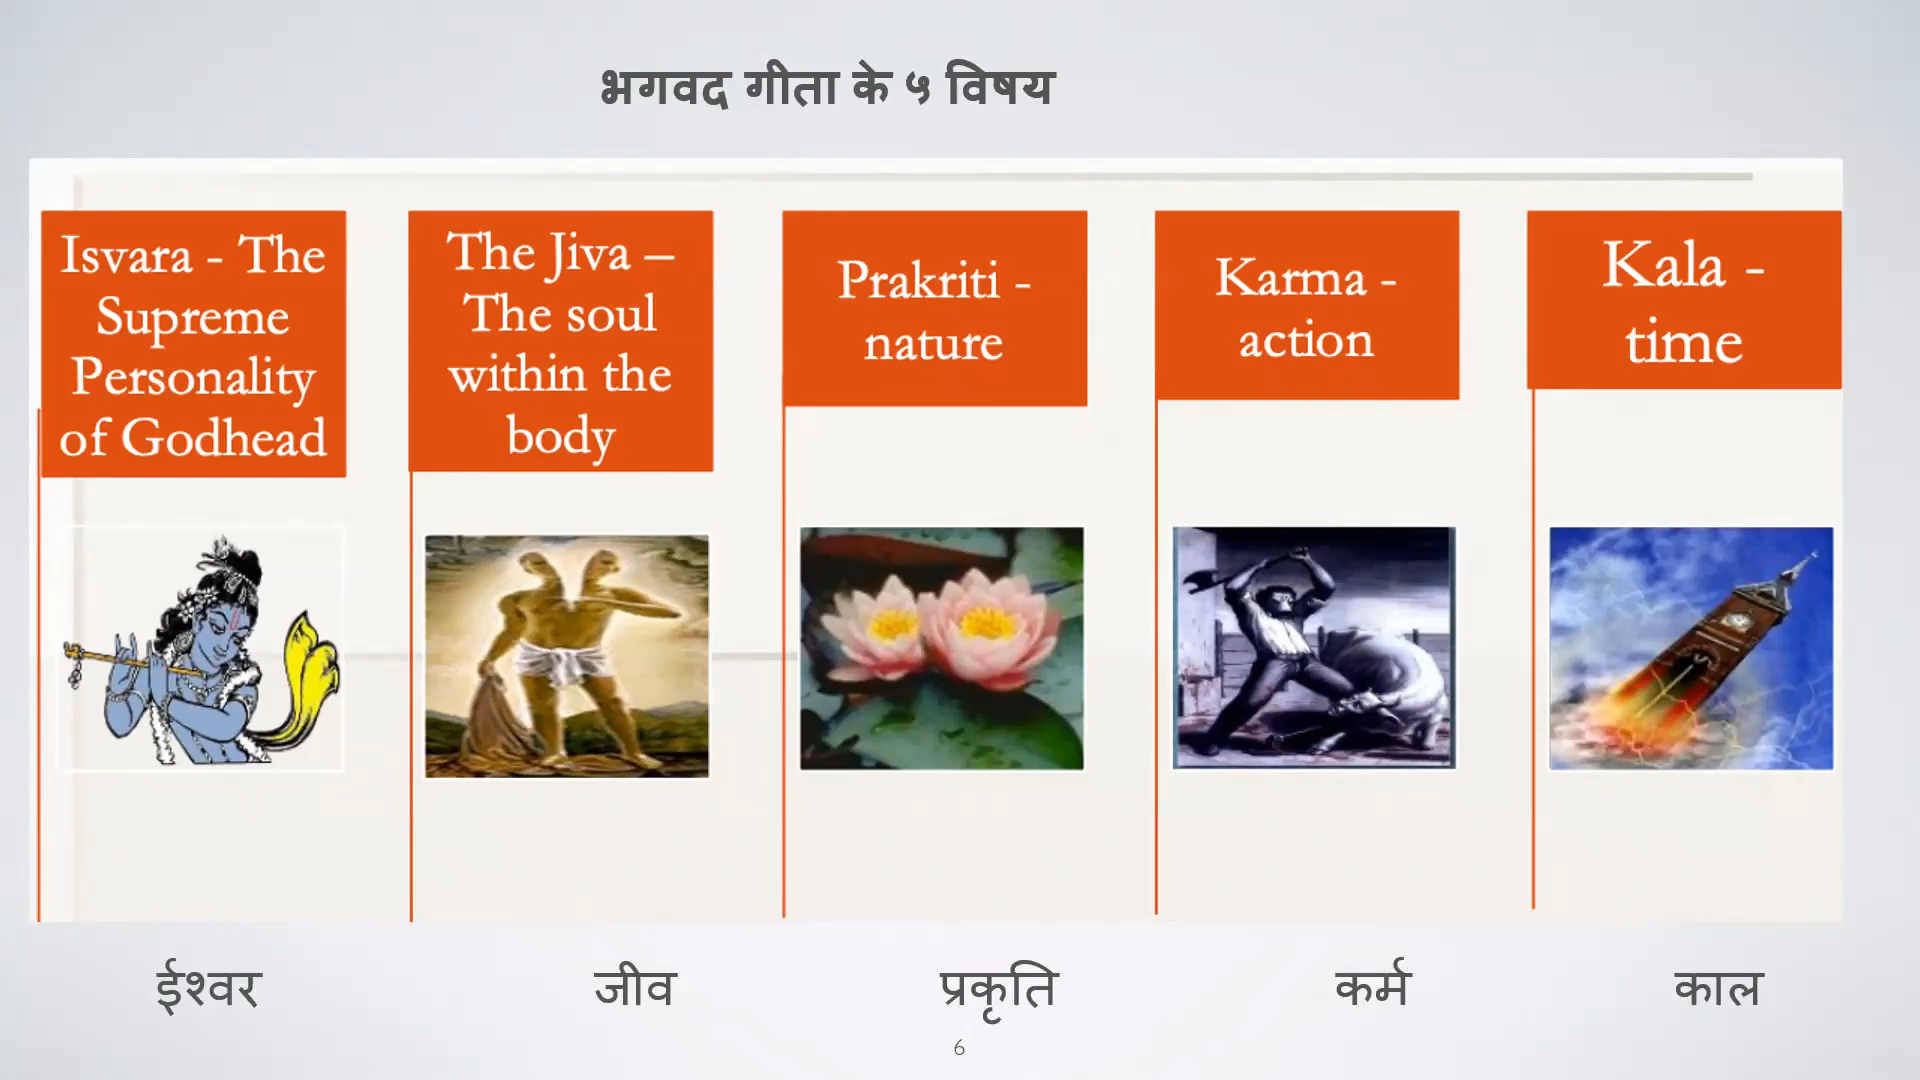 भगवद गीता के ५ विषय
Isvara - The
Supreme
Personality
of Godhead
The Jiva –
The soul
within the
body
Prakriti -
nature
Karma -
action
Kala -
time
ईश्वर
जीव
प्रकृति
कर्म
काल
6